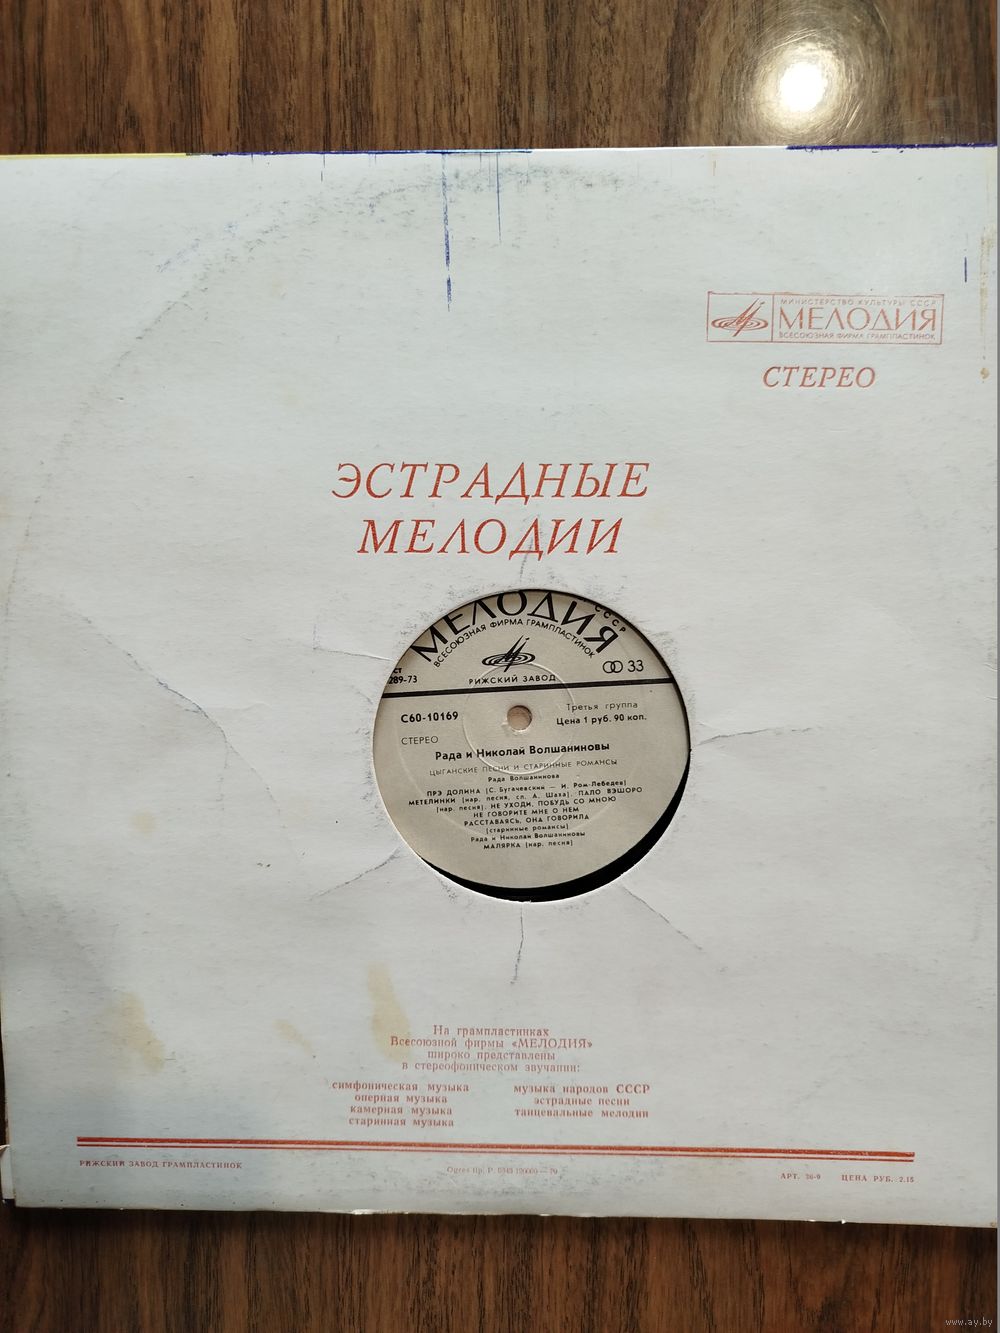 МИНИСТЕРСТВО КУЛЬТУРЫ СССР
МЕЛОДИЯ
ВСЕСОЮЗНАЯ ФИРМА ГРАМПЛАСТИНОК
СТЕРЕО
ЭСТРАДНЫЕ
МЕЛОДИИ
СССР
МЕЛОДИЯ
ВСЕСОЮЗНАЯ ФИРМА ГРАМПЛАСТИНОК
289-73
33
РИЖСКИЙ ЗАВОД
С60-10169
Третья группа
Цена 1 руб. 90 коп.
СТЕРЕО
Рада и Николай Волшаниновы
ЦЫГАНСКИЕ ПЕСНИ И СТАРИННЫЕ РОМАНСЫ
Рада Волшанинова
ПРЭ ДОЛИНА (С. Бугачевский — И. Ром-Лебедев)
МЕТЕЛИНКИ (нар. песня, сл. А. Шаха). ПАЛО ВЭШОРО
(нар. песня). НЕ УХОДИ, ПОБУДЬ СО МНОЮ
НЕ ГОВОРИТЕ МНЕ О НЕМ
РАССТАВАЯСЬ, ОНА ГОВОРИЛА
(старинные романсы)
Рада и Николай Волшаниновы
МАЛЯРКА (нар. песня)
На грампластинках
Всесоюзной фирмы «МЕЛОДИЯ»
широко представлены
в стереофоническом звучании:
симфоническая музыка
оперная музыка
камерная музыка
старинная музыка
музыка народов СССР
эстрадные песни
танцевальные мелодии
РИЖСКИЙ ЗАВОД ГРАМПЛАСТИНОК
АРТ. 36-9 ЦЕНА РУБ. 2.15
www.ay.by